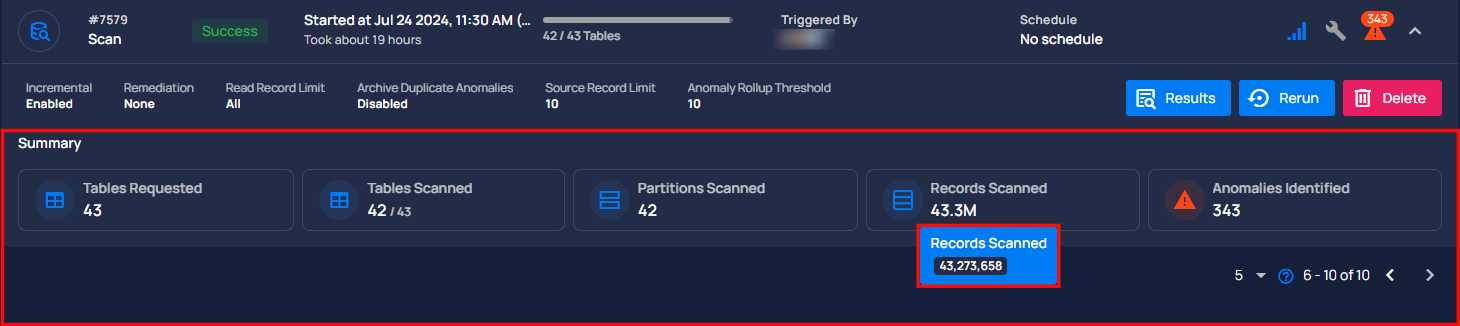 #7579
Scan
Success
Started at Jul 24 2024, 11:30 AM (...
Took about 19 hours
42 / 43 Tables
Triggered By
Schedule
No schedule
343
Incremental
Enabled
Remediation
None
Read Record Limit
All
Archive Duplicate Anomalies
Disabled
Source Record Limit
10
Anomaly Rollup Threshold
10
Results
Rerun
Delete
Summary
Tables Requested
43
Tables Scanned
42 / 43
Partitions Scanned
42
Records Scanned
43.3M
Anomalies Identified
343
Records Scanned
43,273,658
5
6 - 10 of 10